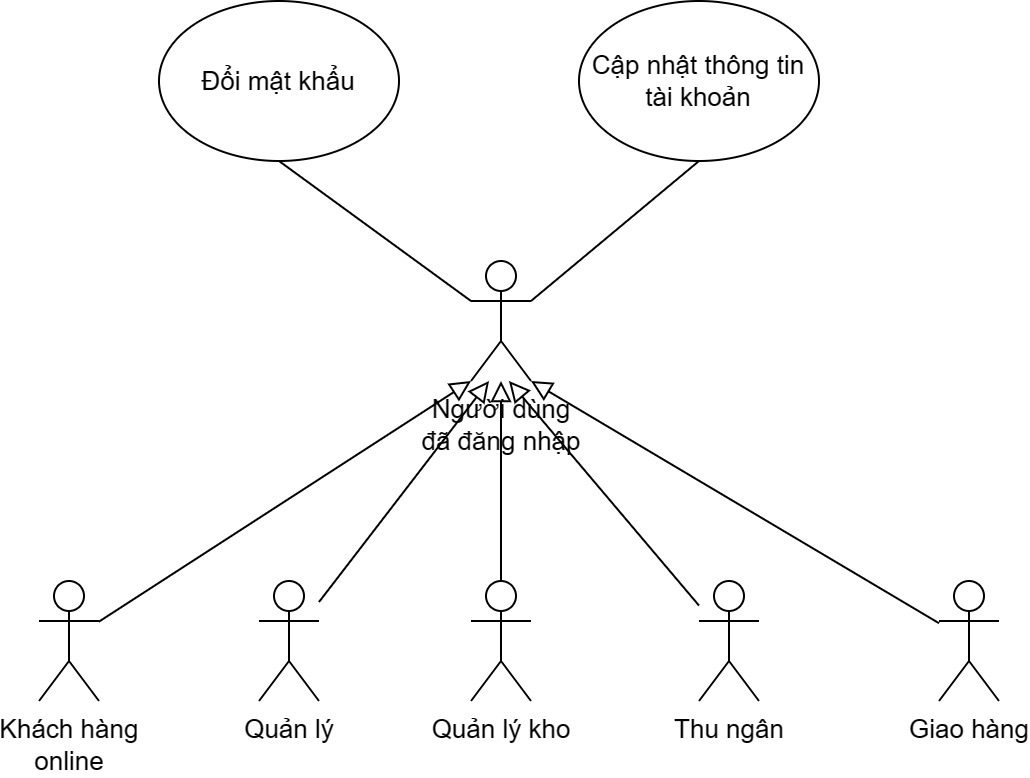 Đổi mật khẩu
Cập nhật thông tin
tài khoản
Người dùng
đã đăng nhập
Khách hàng
online
Quản lý
Quản lý kho
Thu ngân
Giao hàng